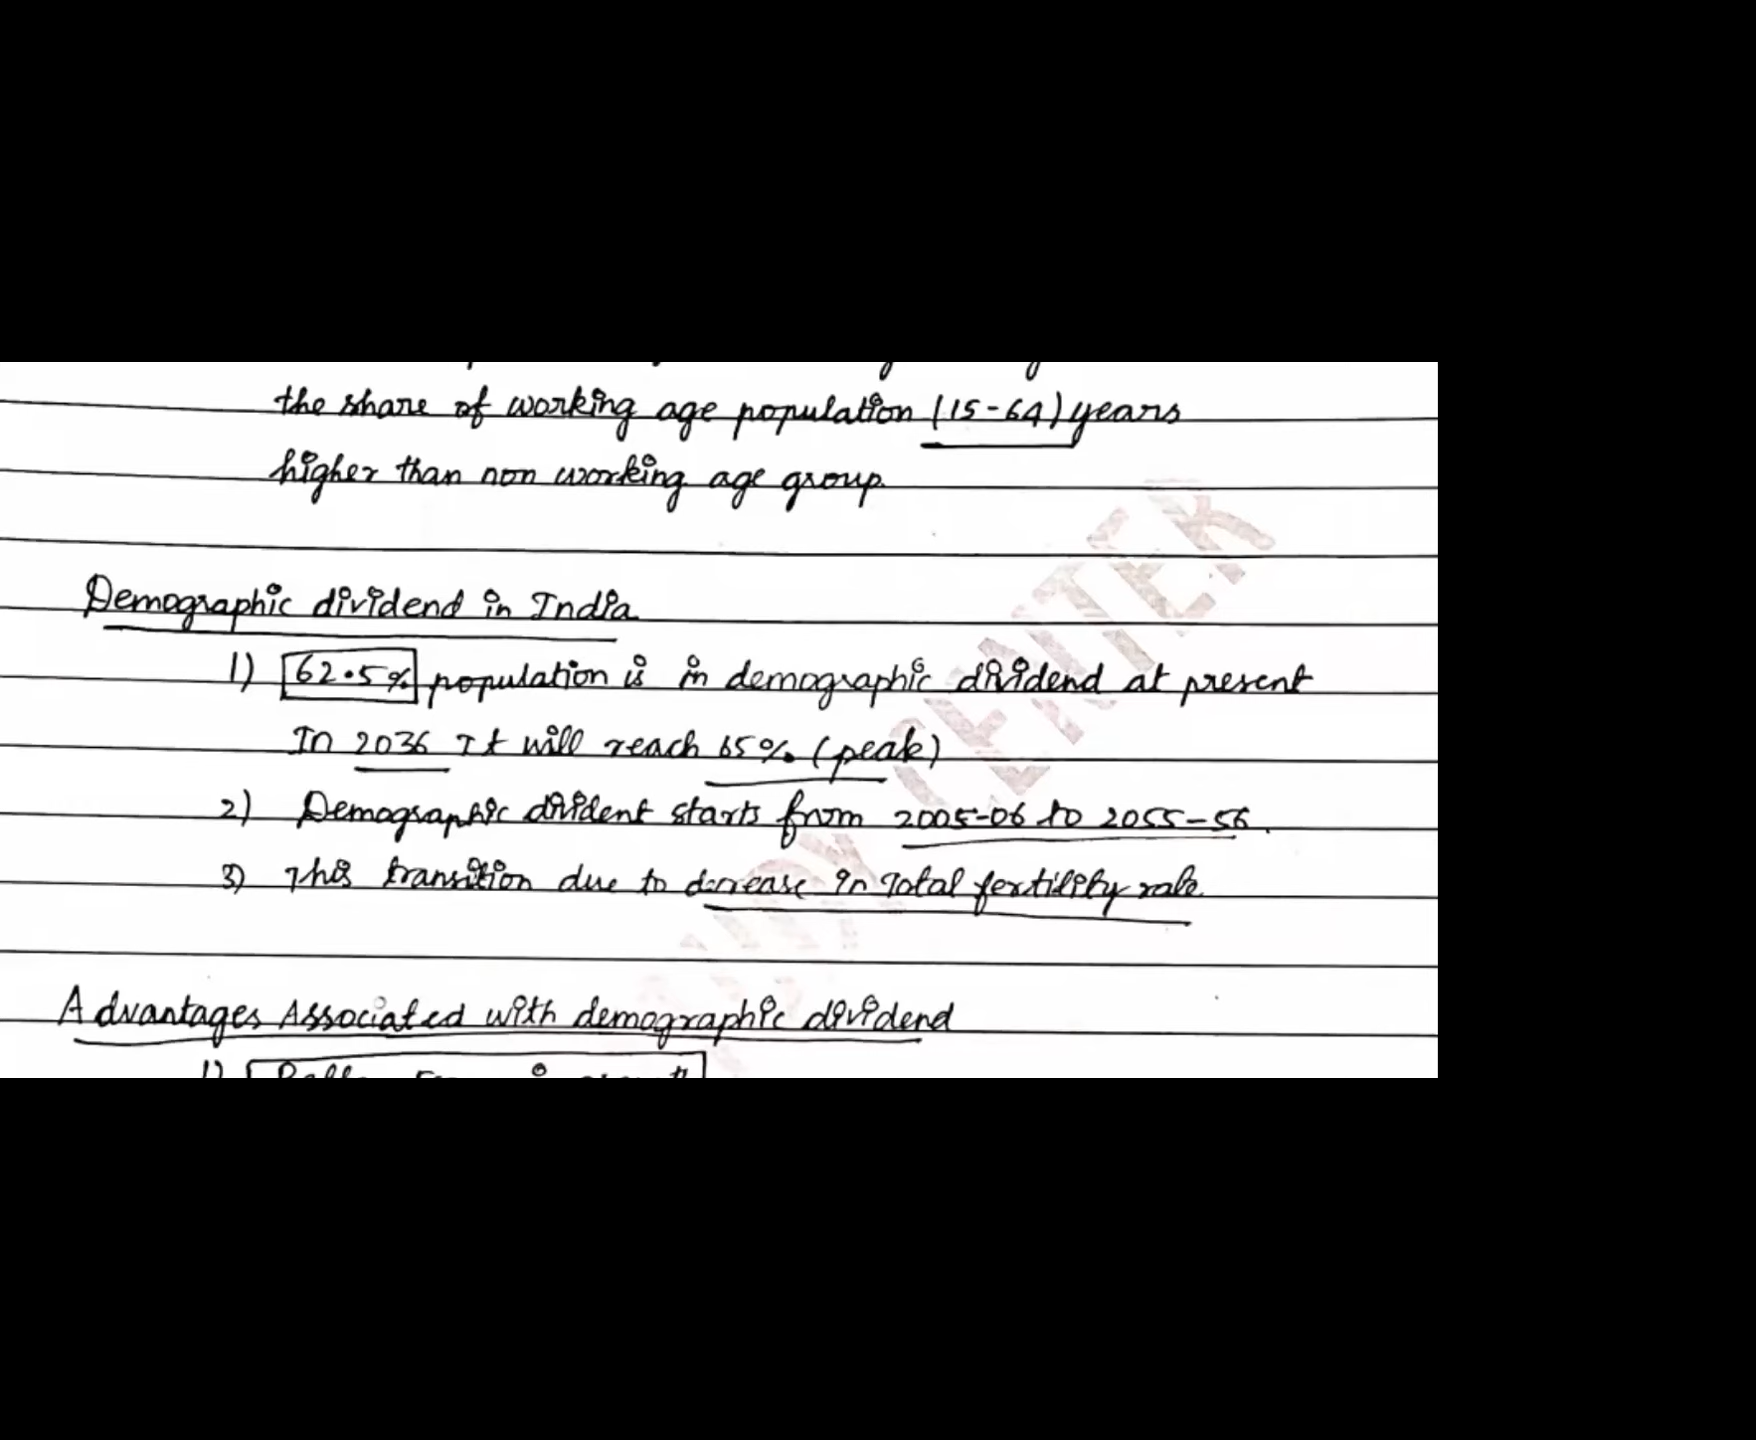 the share of working age population (15-64) years
higher than non working age group.
Demographic dividend in India
1) 62.5% population is in demographic dividend at present
In 2036 It will reach 65% (peak)
2) Demographic divident starts from 2005-06 to 2055-56.
3) This transition due to decrease in Total fertility rate.
Advantages Associated with demographic dividend
1)